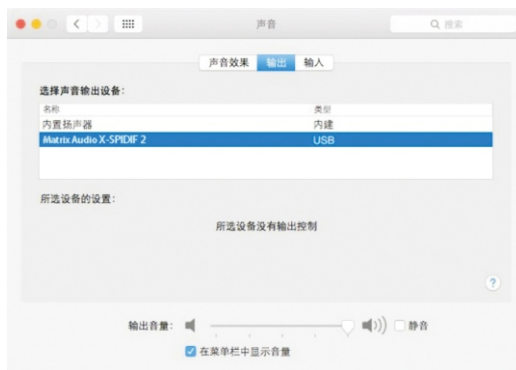 声音
搜索
声音效果 输出 输入
选择声音输出设备：
名称 类型
内置扬声器 内建
Matrix Audio X-SPIDIF 2 USB
所选设备的设置：
所选设备没有输出控制
?
输出音量： 静音
在菜单栏中显示音量